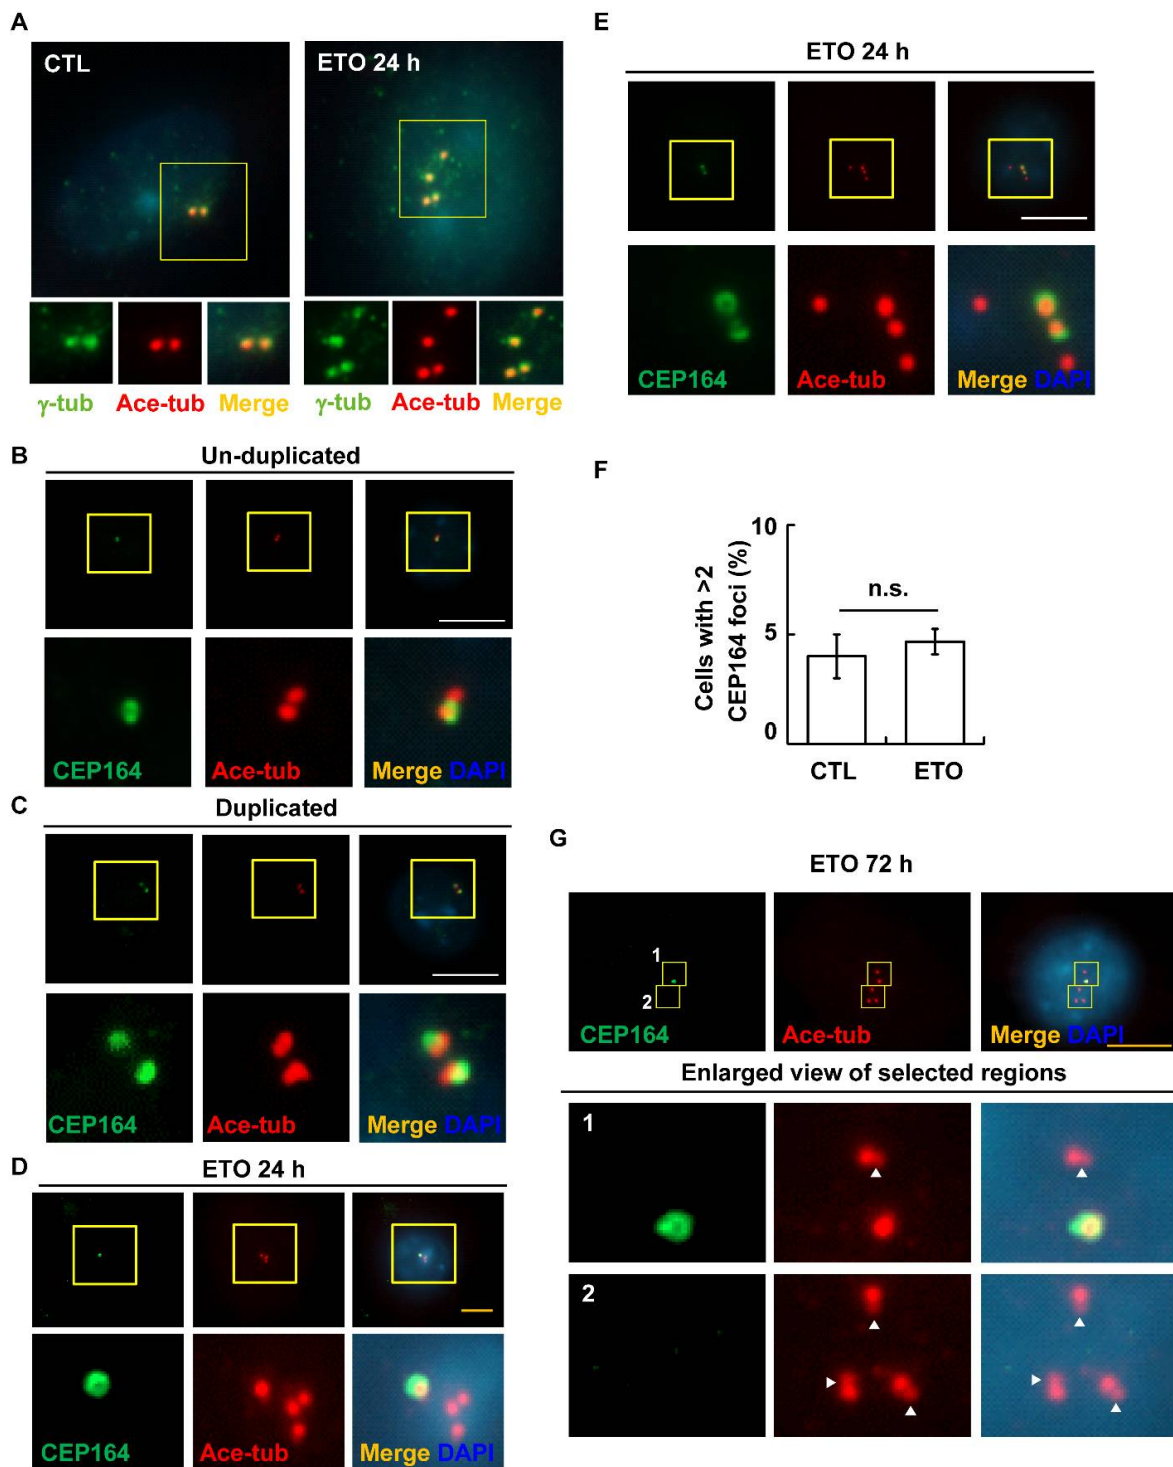 A
CTL
ETO 24 h
γ-tub Ace-tub Merge
γ-tub Ace-tub Merge
B
Un-duplicated
CEP164 Ace-tub Merge DAPI
C
Duplicated
CEP164 Ace-tub Merge DAPI
D
ETO 24 h
CEP164 Ace-tub Merge DAPI
E
ETO 24 h
CEP164 Ace-tub Merge DAPI
F
Cells with >2
CEP164 foci (%)
10
5
0
n.s.
CTL ETO
G
ETO 72 h
1
2
CEP164 Ace-tub Merge DAPI
Enlarged view of selected regions
1
2